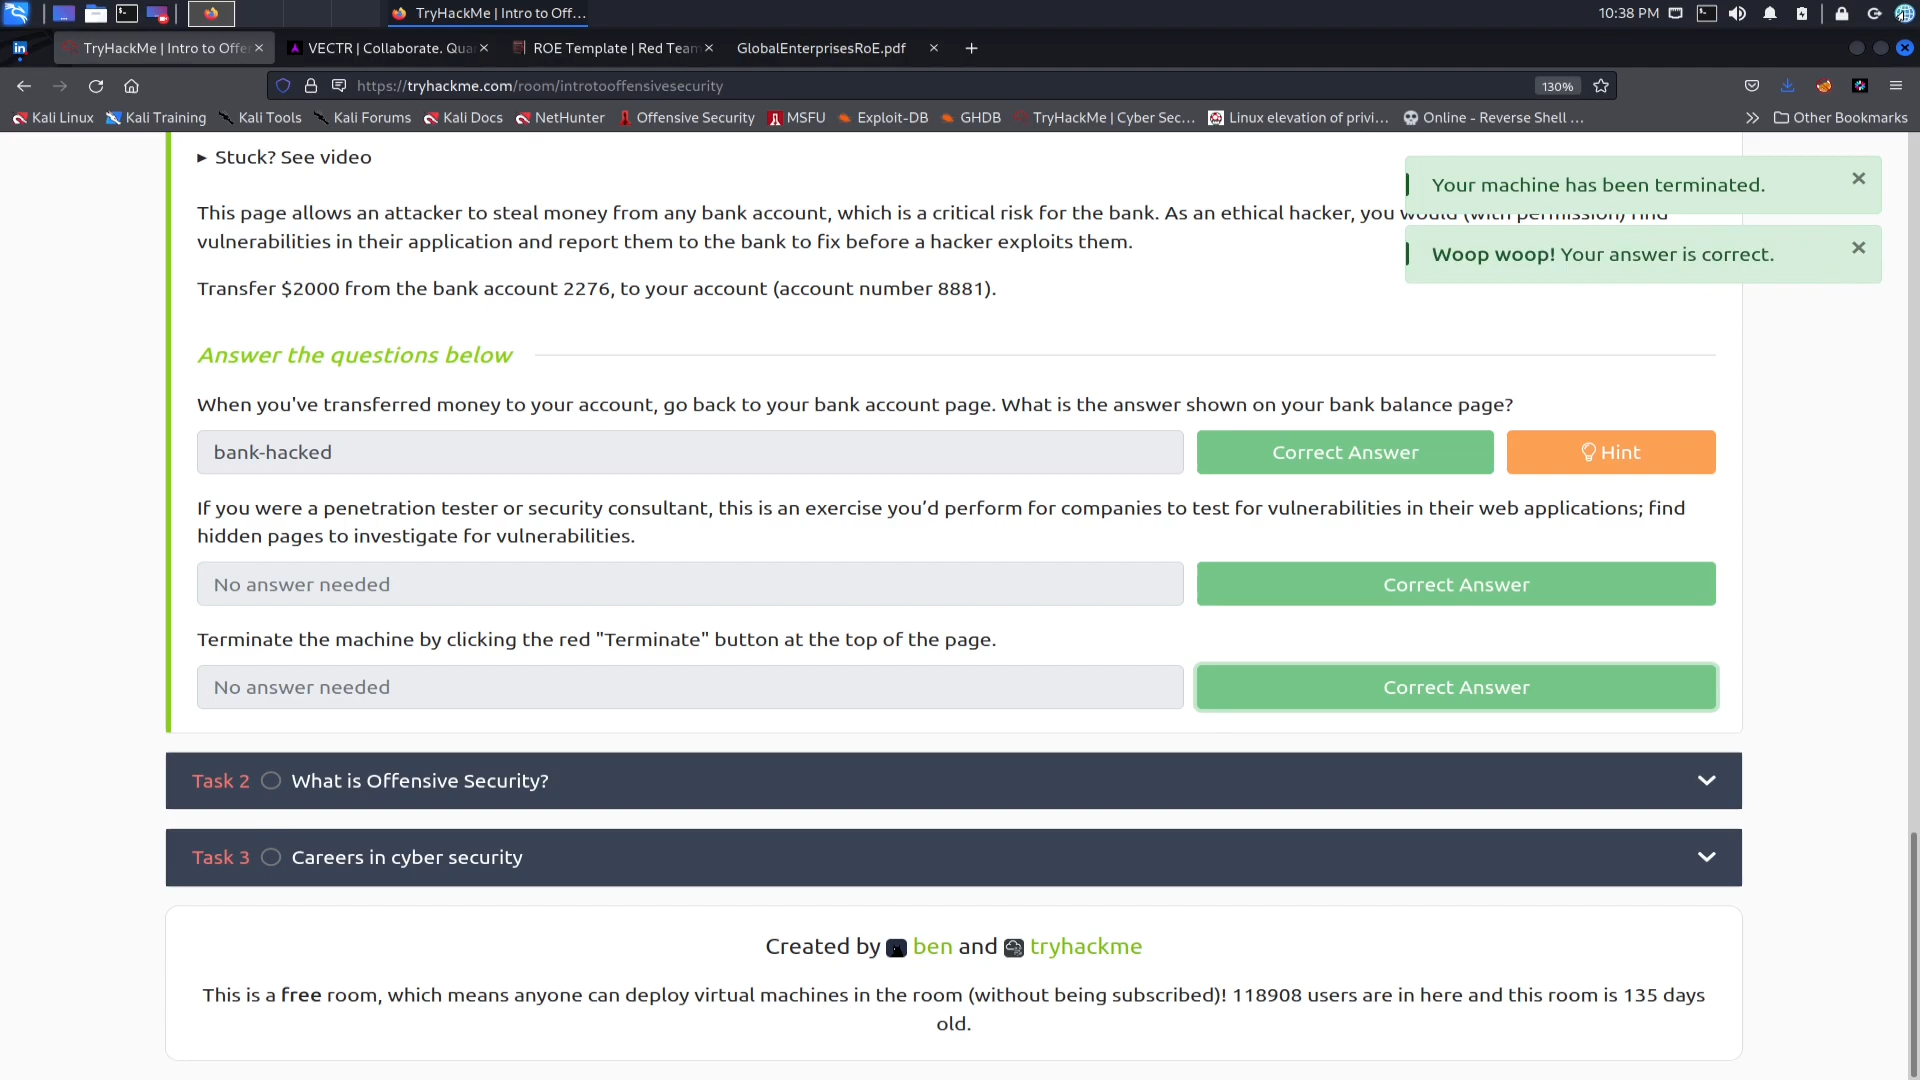 TryHackMe | Intro to Off...
10:38 PM
TryHackMe | Intro to Offe
VECTR | Collaborate. Qua
ROE Template | Red Team
GlobalEnterprisesRoE.pdf
https://tryhackme.com/room/introtooffensivesecurity
130%
Kali Linux
Kali Training
Kali Tools
Kali Forums
Kali Docs
NetHunter
Offensive Security
MSFU
Exploit-DB
GHDB
TryHackMe | Cyber Sec...
Linux elevation of privi...
Online - Reverse Shell ...
Other Bookmarks
Stuck? See video
Your machine has been terminated.
This page allows an attacker to steal money from any bank account, which is a critical risk for the bank. As an ethical hacker, you would (with permission) find
vulnerabilities in their application and report them to the bank to fix before a hacker exploits them.
Woop woop! Your answer is correct.
Transfer $2000 from the bank account 2276, to your account (account number 8881).
Answer the questions below
When you've transferred money to your account, go back to your bank account page. What is the answer shown on your bank balance page?
bank-hacked
Correct Answer
Hint
If you were a penetration tester or security consultant, this is an exercise you’d perform for companies to test for vulnerabilities in their web applications; find
hidden pages to investigate for vulnerabilities.
No answer needed
Correct Answer
Terminate the machine by clicking the red "Terminate" button at the top of the page.
No answer needed
Correct Answer
Task 2 What is Offensive Security?
Task 3 Careers in cyber security
Created by ben and tryhackme
This is a free room, which means anyone can deploy virtual machines in the room (without being subscribed)! 118908 users are in here and this room is 135 days
old.